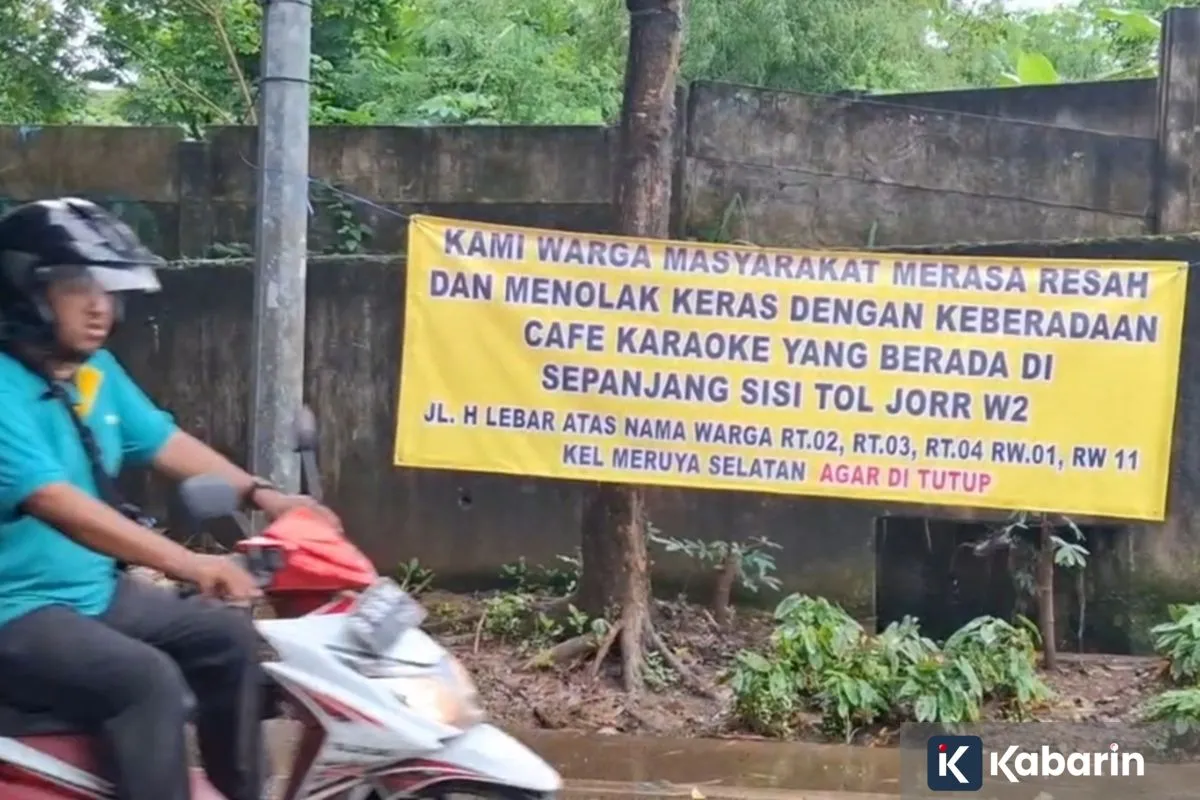 KAMI WARGA MASYARAKAT MERASA RESAH
DAN MENOLAK KERAS DENGAN KEBERADAAN
CAFE KARAOKE YANG BERADA DI
SEPANJANG SISI TOL JORR W2
JL. H LEBAR ATAS NAMA WARGA RT.02, RT.03, RT.04 RW.01, RW 11
KEL MERUYA SELATAN AGAR DI TUTUP
K Kabarin